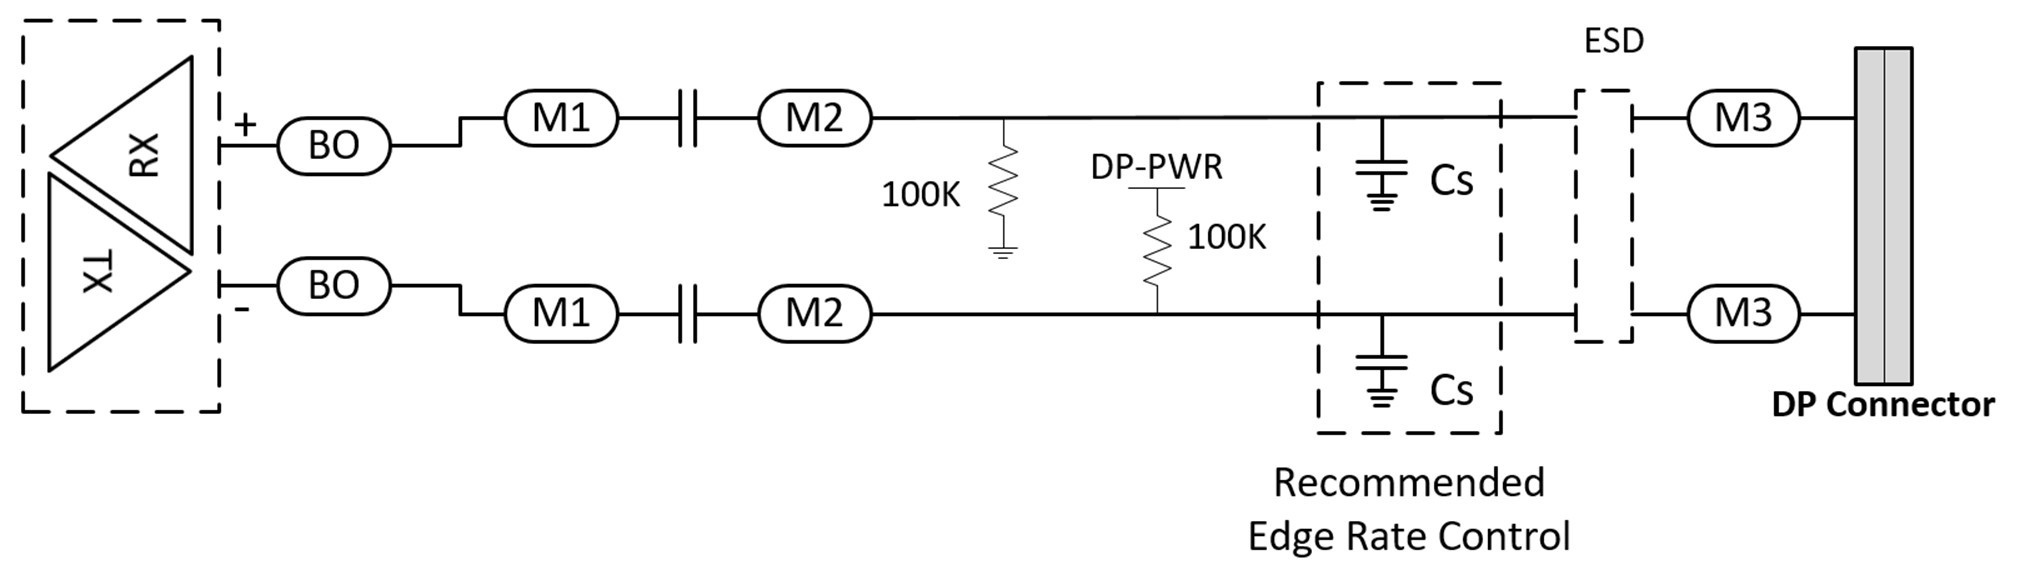 ESD
RX
TX
+
BO
M1
M2
M3
100K
DP-PWR
100K
Cs
-
BO
M1
M2
M3
Cs
DP Connector
Recommended
Edge Rate Control